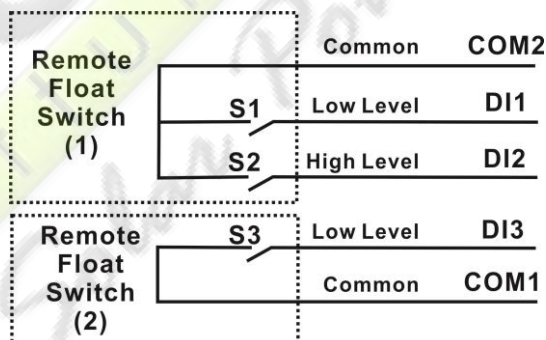 Remote
Float
Switch
(1)
Common COM2
S1 Low Level DI1
S2 High Level DI2
Remote
Float
Switch
(2)
S3 Low Level DI3
Common COM1